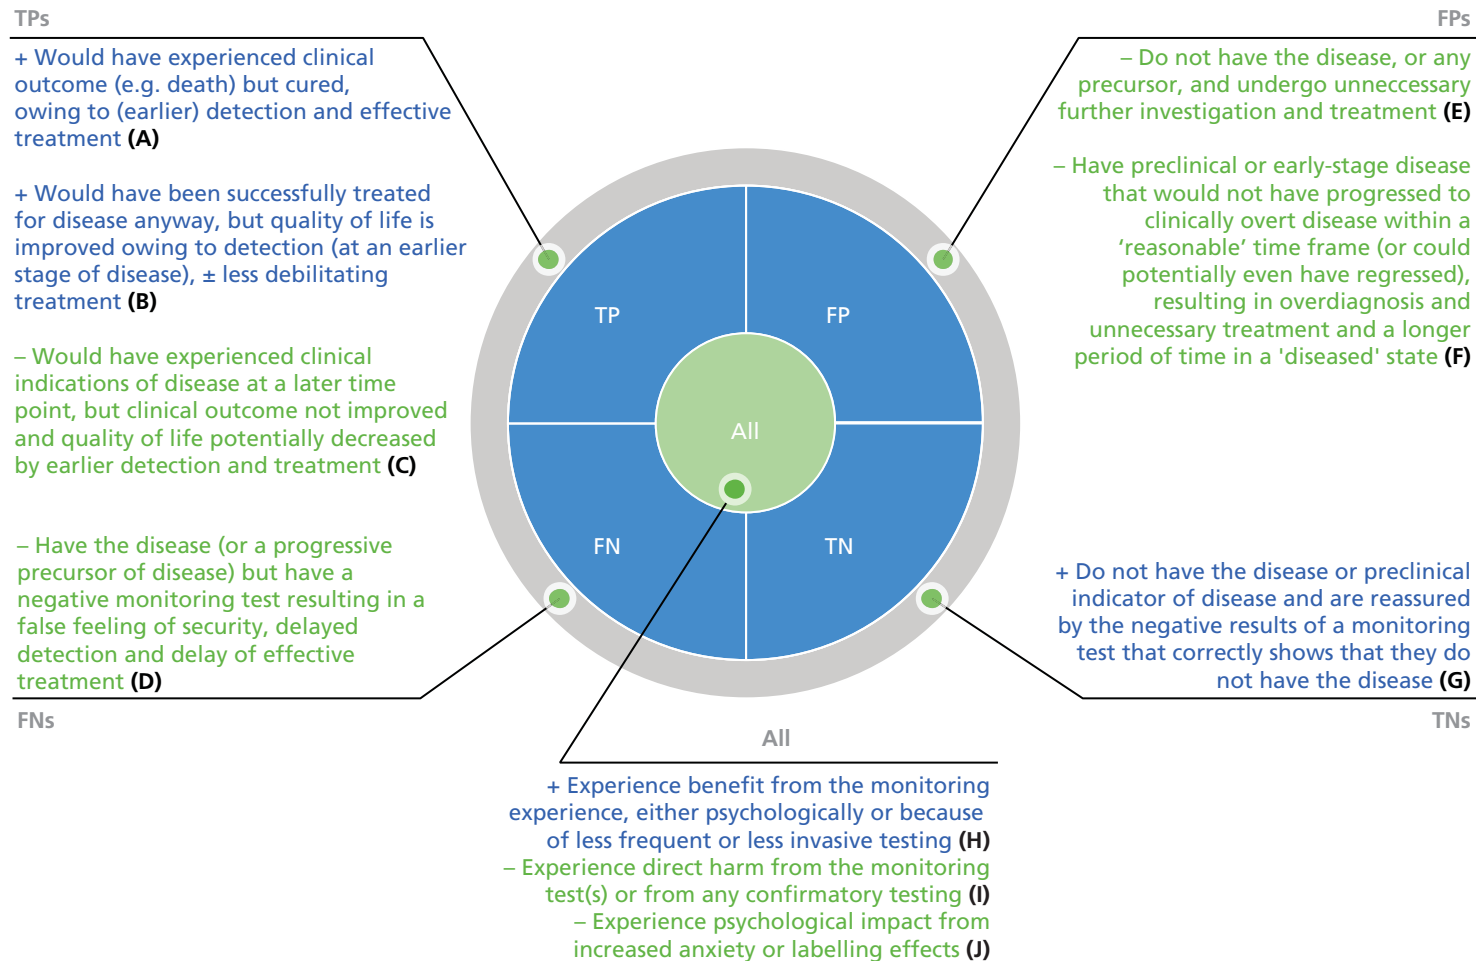 TPs
+ Would have experienced clinical
outcome (e.g. death) but cured,
owing to (earlier) detection and effective
treatment (A)
+ Would have been successfully treated
for disease anyway, but quality of life is
improved owing to detection (at an earlier
stage of disease), ± less debilitating
treatment (B)
– Would have experienced clinical
indications of disease at a later time
point, but clinical outcome not improved
and quality of life potentially decreased
by earlier detection and treatment (C)
– Have the disease (or a progressive
precursor of disease) but have a
negative monitoring test resulting in a
false feeling of security, delayed
detection and delay of effective
treatment (D)
FNs
FPs
– Do not have the disease, or any
precursor, and undergo unneccessary
further investigation and treatment (E)
– Have preclinical or early-stage disease
that would not have progressed to
clinically overt disease within a
‘reasonable’ time frame (or could
potentially even have regressed),
resulting in overdiagnosis and
unnecessary treatment and a longer
period of time in a 'diseased' state (F)
+ Do not have the disease or preclinical
indicator of disease and are reassured
by the negative results of a monitoring
test that correctly shows that they do
not have the disease (G)
TNs
TP
FP
All
FN
TN
All
+ Experience benefit from the monitoring
experience, either psychologically or because
of less frequent or less invasive testing (H)
– Experience direct harm from the monitoring
test(s) or from any confirmatory testing (I)
– Experience psychological impact from
increased anxiety or labelling effects (J)